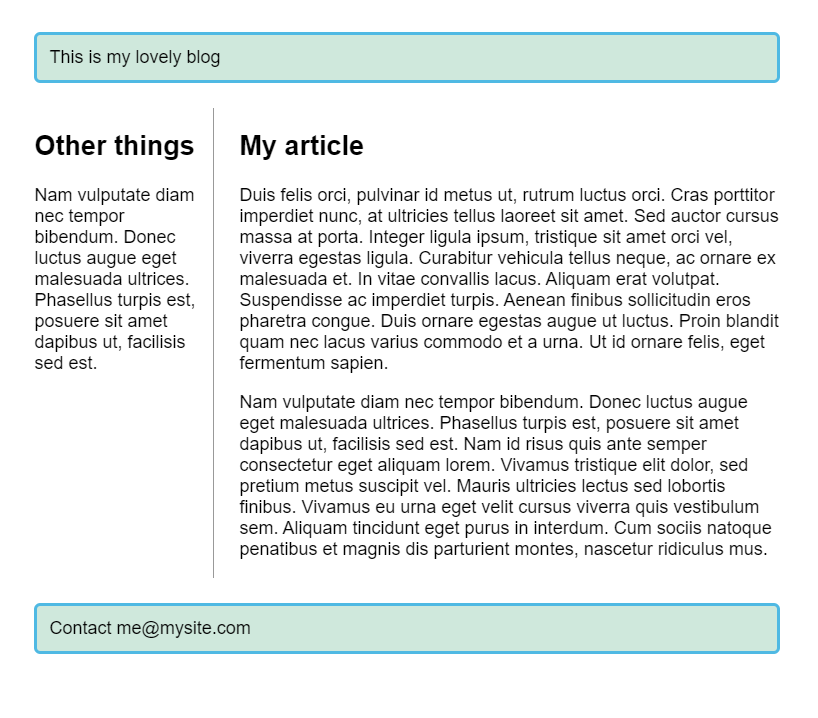 This is my lovely blog
Other things
Nam vulputate diam
nec tempor
bibendum. Donec
luctus augue eget
malesuada ultrices.
Phasellus turpis est,
posuere sit amet
dapibus ut, facilisis
sed est.
My article
Duis felis orci, pulvinar id metus ut, rutrum luctus orci. Cras porttitor
imperdiet nunc, at ultricies tellus laoreet sit amet. Sed auctor cursus
massa at porta. Integer ligula ipsum, tristique sit amet orci vel,
viverra egestas ligula. Curabitur vehicula tellus neque, ac ornare ex
malesuada et. In vitae convallis lacus. Aliquam erat volutpat.
Suspendisse ac imperdiet turpis. Aenean finibus sollicitudin eros
pharetra congue. Duis ornare egestas augue ut luctus. Proin blandit
quam nec lacus varius commodo et a urna. Ut id ornare felis, eget
fermentum sapien.
Nam vulputate diam nec tempor bibendum. Donec luctus augue
eget malesuada ultrices. Phasellus turpis est, posuere sit amet
dapibus ut, facilisis sed est. Nam id risus quis ante semper
consectetur eget aliquam lorem. Vivamus tristique elit dolor, sed
pretium metus suscipit vel. Mauris ultricies lectus sed lobortis
finibus. Vivamus eu urna eget velit cursus viverra quis vestibulum
sem. Aliquam tincidunt eget purus in interdum. Cum sociis natoque
penatibus et magnis dis parturient montes, nascetur ridiculus mus.
Contact me@mysite.com